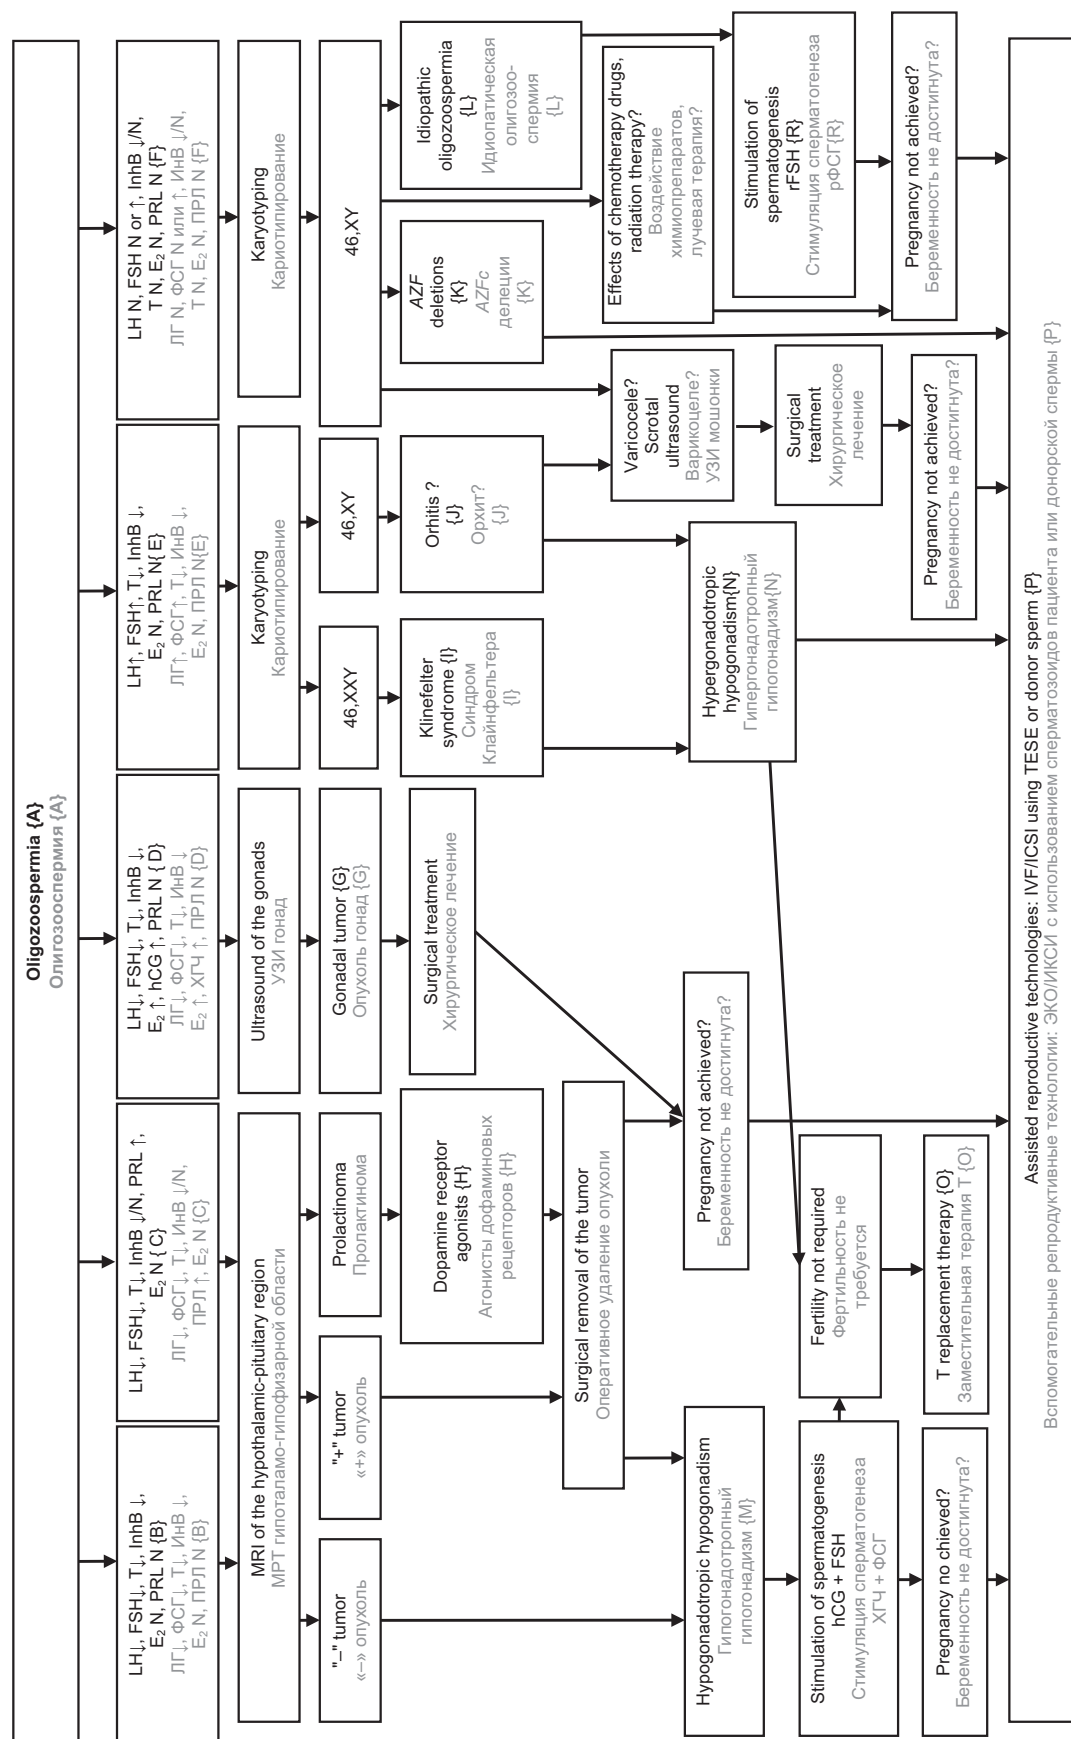 Oligozoospermia {A}
Олигозооспермия {A}
LH↓, FSH↓, T↓, InhB ↓,
E₂ N, PRL N {B}
ЛГ↓, ФСГ↓, Т↓, ИнВ ↓,
E₂ N, ПРЛ N {B}
LH↓, FSH↓, T↓, InhB ↓/N, PRL ↑,
E₂ N { C}
ЛГ↓, ФСГ↓, Т↓, ИнВ ↓/N,
ПРЛ ↑, E₂ N {C}
LH↓, FSH↓, T↓, InhB ↓,
E₂ ↑, hCG ↑, PRL N { D}
ЛГ↓, ФСГ↓, Т↓, ИнВ ↓
E₂ ↑, ХГЧ ↑, ПРЛ N {D}
LH↑, FSH↑, T↓, InhB ↓,
E₂ N, PRL N{ E}
ЛГ↑, ФСГ↑, Т↓, ИнВ ↓,
E₂ N, ПРЛ N{E}
LH N, FSH N or ↑, InhB ↓/N,
T N, E₂ N, PRL N {F}
ЛГ N, ФСГ N или ↑, ИнВ ↓/N,
T N, E₂ N, ПРЛ N {F}
MRI of the hypothalamic-pituitary region
МРТ гипоталамо-гипофизарной области
Ultrasound of the gonads
УЗИ гонад
Karyotyping
Кариотипирование
Karyotyping
Кариотипирование
"–" tumor
«–» опухоль
"+" tumor
«+» опухоль
Prolactinoma
Пролактинома
Gonadal tumor {G}
Опухоль гонад {G}
46,XXY
46,XY
46,XY
Dopamine receptor
agonists {H}
Агонисты дофаминовых
рецепторов {H}
Surgical treatment
Хирургическое лечение
Klinefelter
syndrome {I}
Синдром
Клайнфельтера
{I}
Orhitis ?
{J}
Орхит?
{J}
AZF
deletions
{K}
AZFc
делеции
{K}
Idiopathic
oligozoospermia
{L}
Идиопатическая
олигозоо-
спермия
{L}
Surgical removal of the tumor
Оперативное удаление опухоли
Varicocele?
Scrotal
ultrasound
Варикоцеле?
УЗИ мошонки
Effects of chemotherapy drugs,
radiation therapy?
Воздействие
химиопрепаратов,
лучевая терапия?
Hypogonadotropic hypogonadism
Гипогонадотропный
гипогонадизм {M}
Pregnancy not achieved?
Беременность не достигнута?
Hypergonadotropic
hypogonadism{N}
Гипергонадотропный
гипогонадизм{N}
Surgical
treatment
Хирургическое
лечение
Stimulation of
spermatogenesis
rFSH {R}
Стимуляция сперматогенеза
рФСГ{R}
Stimulation of spermatogenesis
hCG + FSH
Стимуляция сперматогенеза
ХГЧ + ФСГ
Fertility not required
Фертильность не
требуется
Pregnancy not achieved?
Беременность не достигнута?
Pregnancy not achieved?
Беременность не достигнута?
Pregnancy no chieved?
Беременность не достигнута?
T replacement therapy {O}
Заместительная терапия Т {O}
Assisted reproductive technologies: IVF/ICSI using TESE or donor sperm {P}
Вспомогательные репродуктивные технологии: ЭКО/ИКСИ с использованием сперматозоидов пациента или донорской спермы {P}